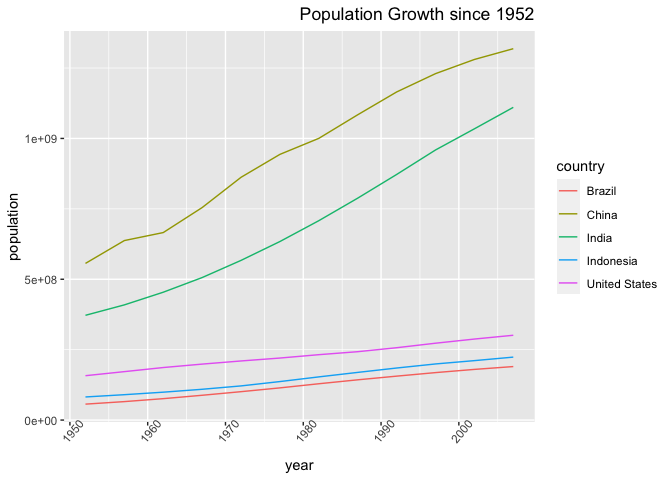 Population Growth since 1952
population
1e+09
5e+08
0e+00
1950
1960
1970
1980
1990
2000
year
country
Brazil
China
India
Indonesia
United States